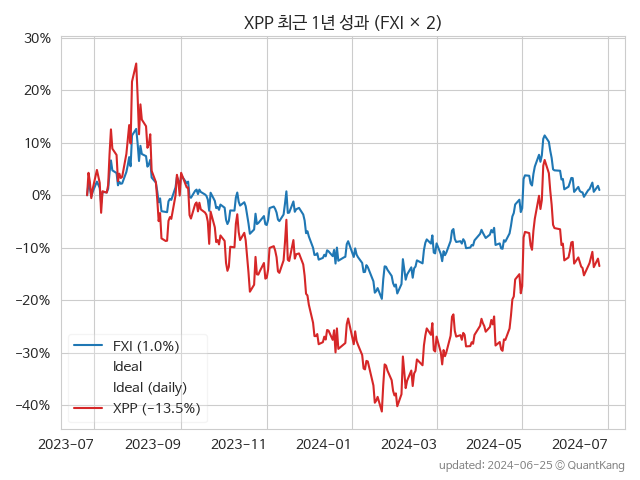 XPP 최근 1년 성과 (FXI × 2)
30%
20%
10%
0%
−10%
−20%
−30%
−40%
FXI (1.0%)
Ideal
Ideal (daily)
XPP (−13.5%)
2023-07 2023-09 2023-11 2024-01 2024-03 2024-05 2024-07
updated: 2024-06-25 ⓒ QuantKang